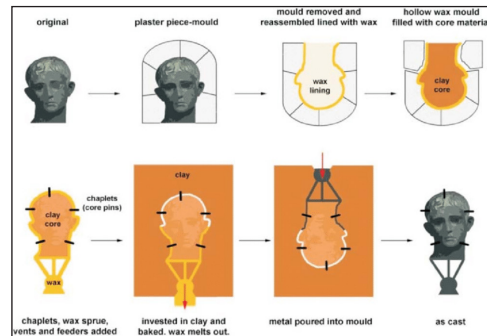 original
plaster piece-mould
mould removed and
reassembled lined with wax
hollow wax mould
filled with core material
wax
lining
clay
core
clay
core
chaplets
(core pins)
wax
clay
chaplets, wax sprue,
vents and feeders added
invested in clay and
baked. wax melts out.
metal poured into mould
as cast